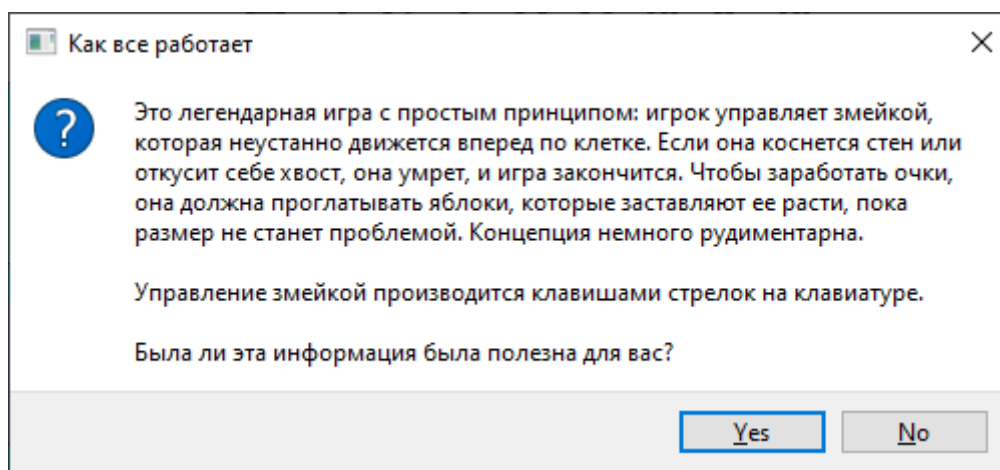 Как все работает
Это легендарная игра с простым принципом: игрок управляет змейкой,
которая неустанно движется вперед по клетке. Если она коснется стен или
откусит себе хвост, она умрет, и игра закончится. Чтобы заработать очки,
она должна проглатывать яблоки, которые заставляют ее расти, пока
размер не станет проблемой. Концепция немного рудиментарна.
Управление змейкой производится клавишами стрелок на клавиатуре.
Была ли эта информация была полезна для вас?
Yes No